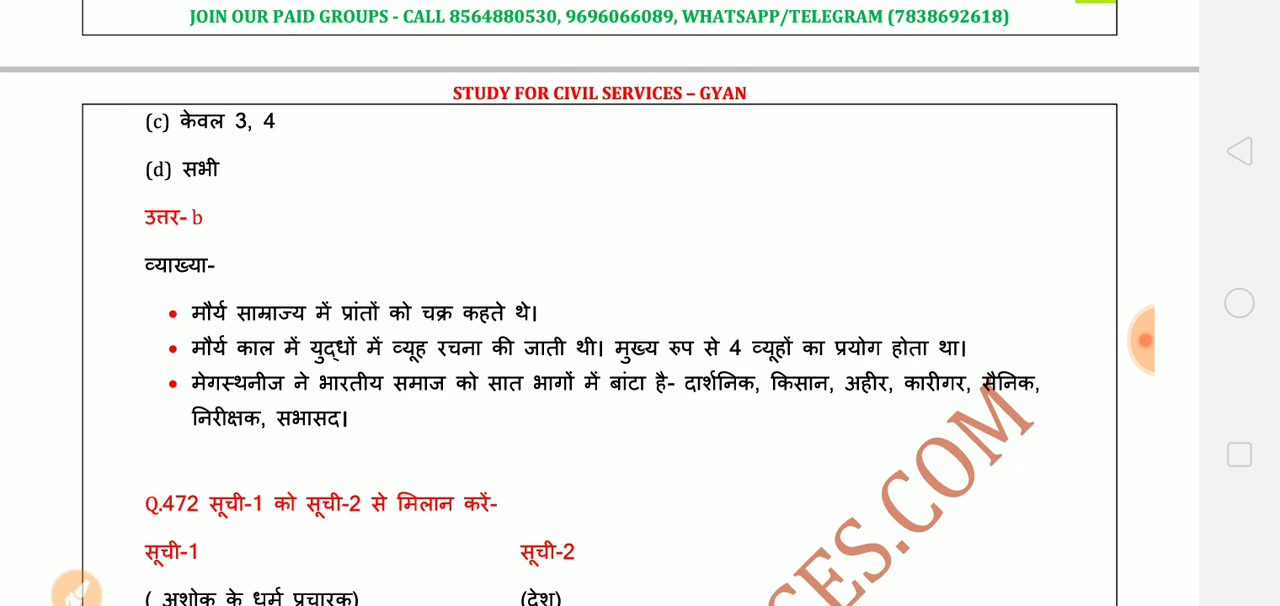 JOIN OUR PAID GROUPS - CALL 8564880530, 9696066089, WHATSAPP/TELEGRAM (7838692618)
STUDY FOR CIVIL SERVICES – GYAN
(c) केवल 3, 4
(d) सभी
उत्तर- b
व्याख्या-
• मौर्य साम्राज्य में प्रांतों को चक्र कहते थे।
• मौर्य काल में युद्धों में व्यूह रचना की जाती थी। मुख्य रुप से 4 व्यूहों का प्रयोग होता था।
• मेगस्थनीज ने भारतीय समाज को सात भागों में बांटा है- दार्शनिक, किसान, अहीर, कारीगर, सैनिक,
निरीक्षक, सभासद।
Q.472 सूची-1 को सूची-2 से मिलान करें-
सूची-1 सूची-2
( अशोक के धर्म प्रचारक) (देश)
CES.COM